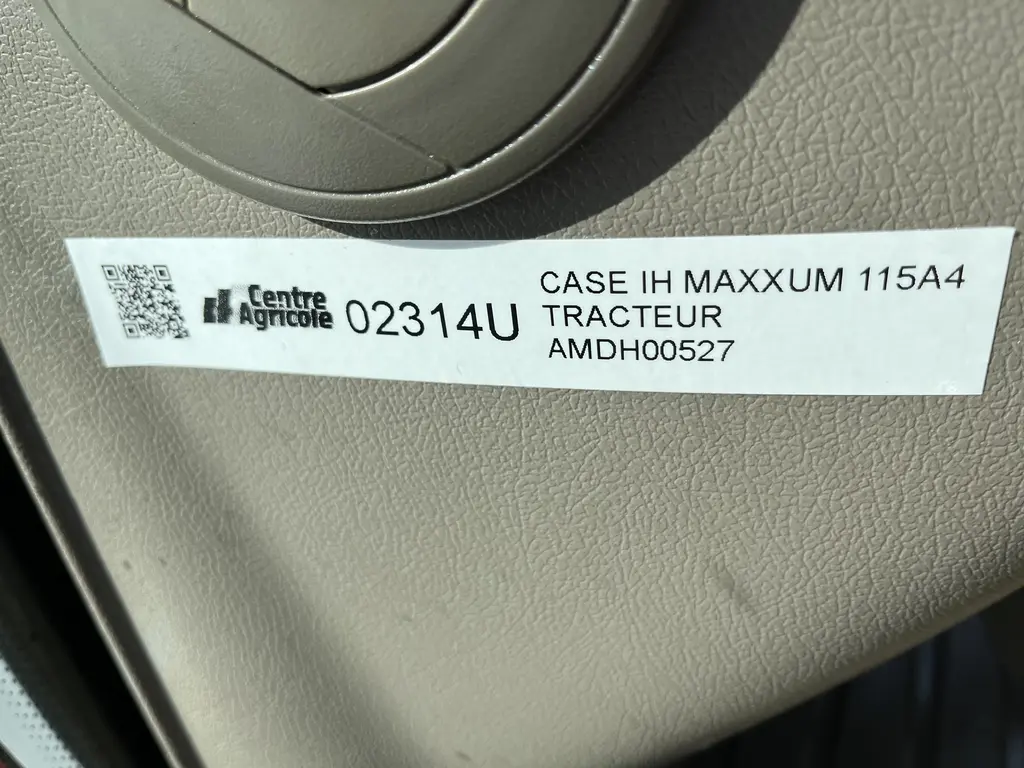 Centre
Agricole
02314U
CASE IH MAXXUM 115A4
TRACTEUR
AMDH00527